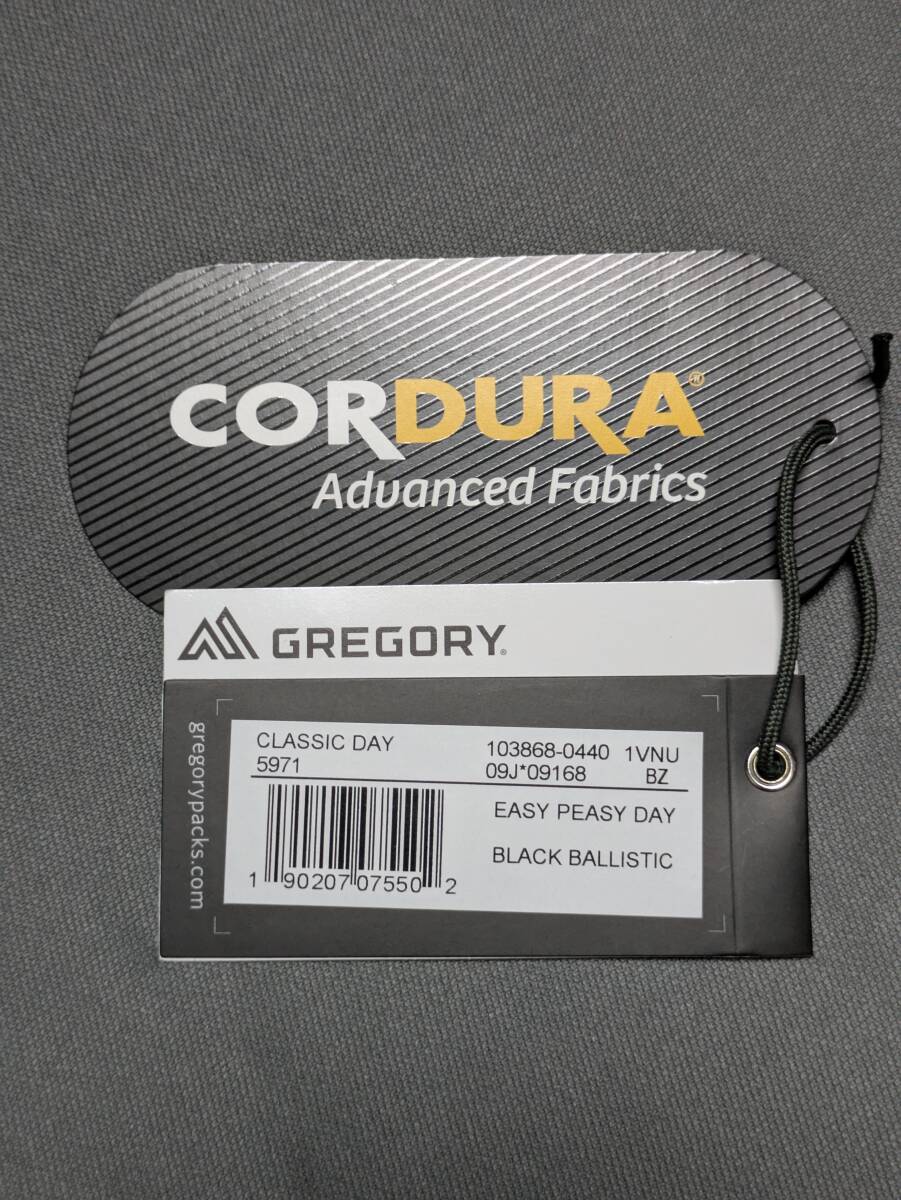 CORDURA®
Advanced Fabrics
GREGORY®
gregorypacks.com
CLASSIC DAY
5971
103868-0440 1VNU
09J*09168 BZ
EASY PEASY DAY
BLACK BALLISTIC
1 90207 07550 2